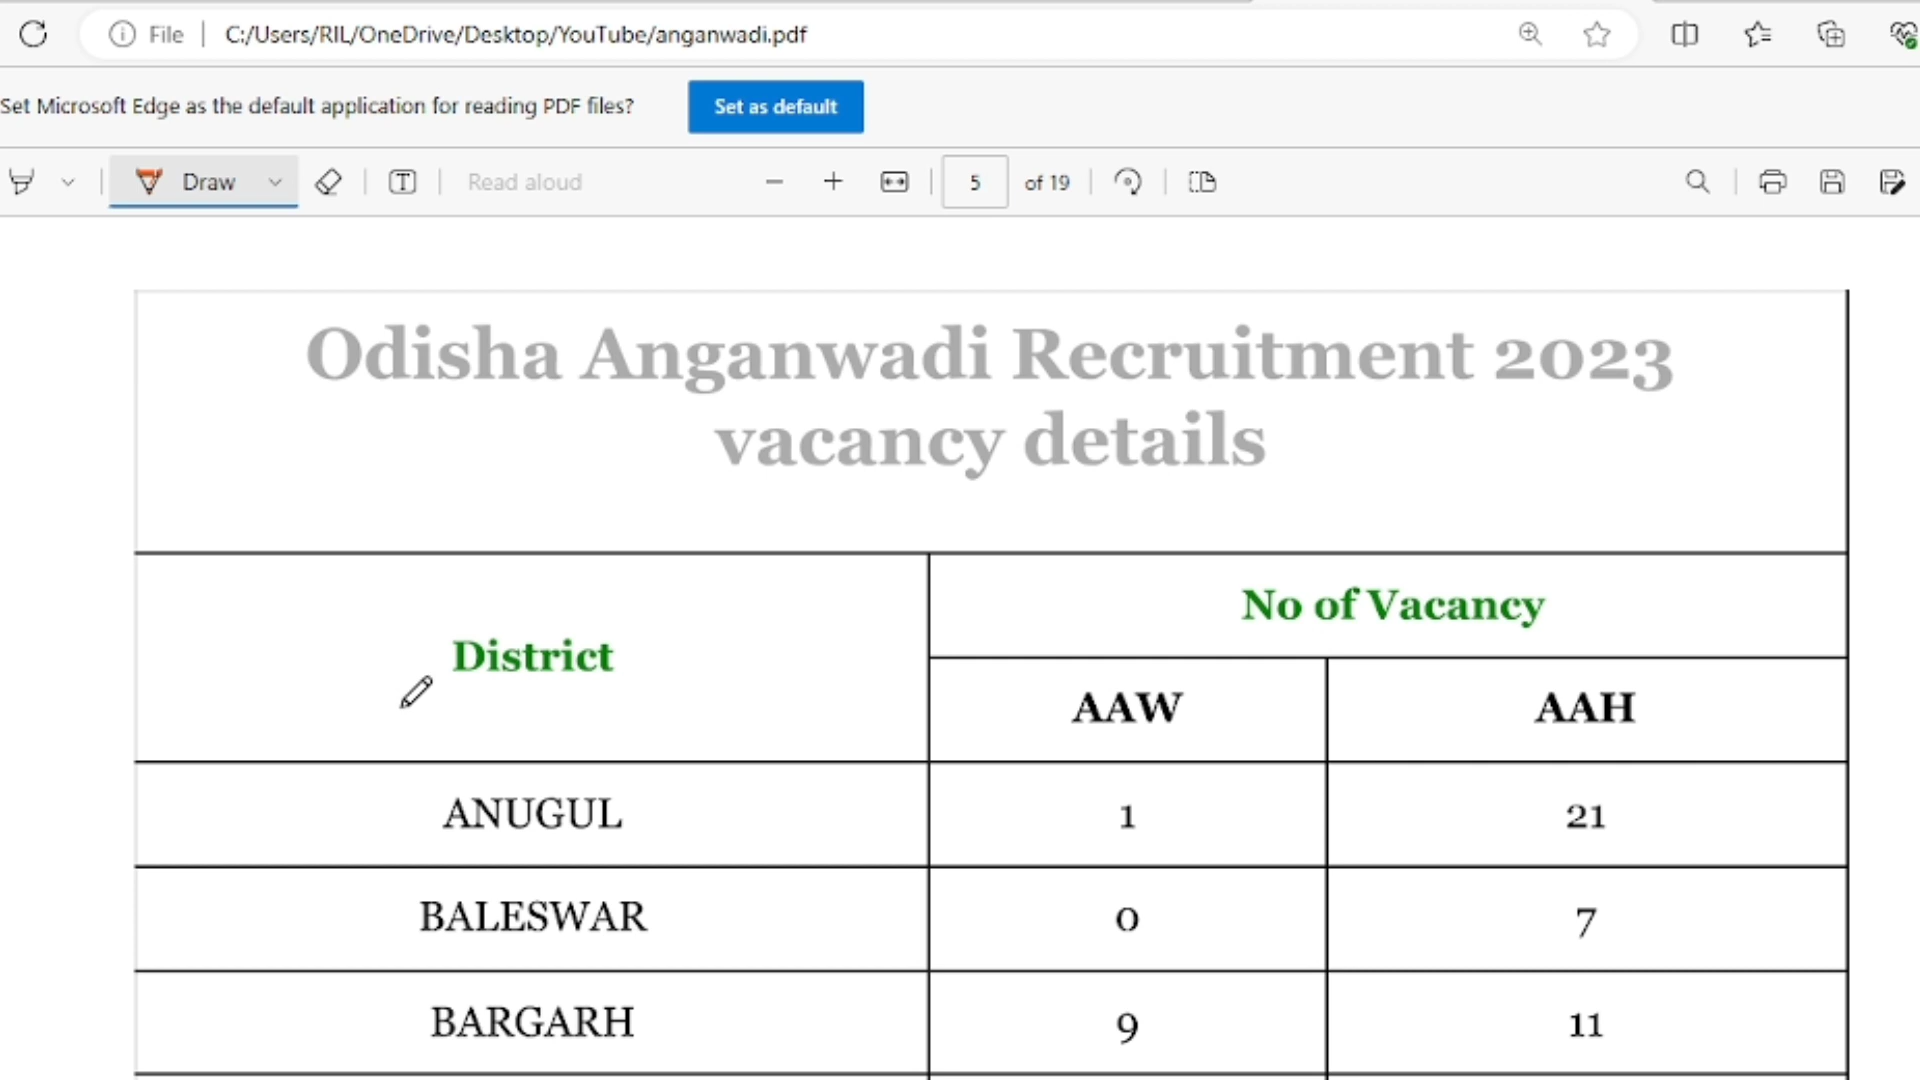 File
C:/Users/RIL/OneDrive/Desktop/YouTube/anganwadi.pdf
Set Microsoft Edge as the default application for reading PDF files?
Set as default
Draw
T
Read aloud
5
of 19
Odisha Anganwadi Recruitment 2023
vacancy details
District
No of Vacancy
AAW
AAH
ANUGUL
1
21
BALESWAR
0
7
BARGARH
9
11